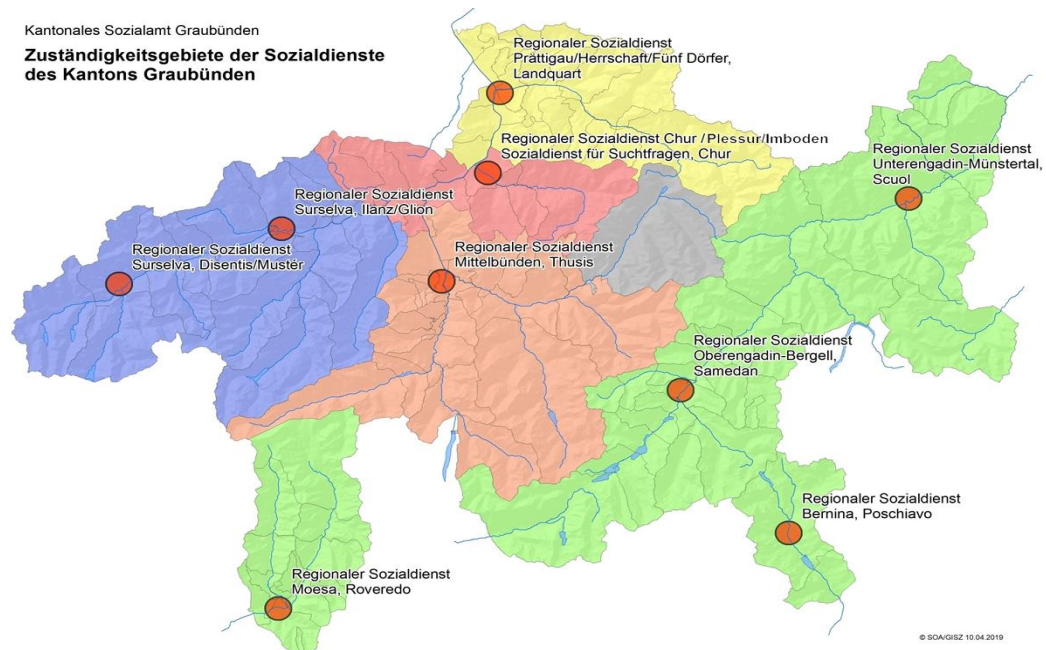 Kantonales Sozialamt Graubünden
Zuständigkeitsgebiete der Sozialdienste
des Kantons Graubünden
Regionaler Sozialdienst
Prättigau/Herrschaft/Fünf Dörfer,
Landquart
Regionaler Sozialdienst Chur / Plessur/Imboden
Sozialdienst für Suchtfragen, Chur
Regionaler Sozialdienst
Unterengadin-Münstertal,
Scuol
Regionaler Sozialdienst
Surselva, Ilanz/Glion
Regionaler Sozialdienst
Surselva, Disentis/Mustér
Regionaler Sozialdienst
Mittelbünden, Thusis
Regionaler Sozialdienst
Oberengadin-Bergell,
Samedan
Regionaler Sozialdienst
Bernina, Poschiavo
Regionaler Sozialdienst
Moesa, Roveredo
© SOA/GISZ 10.04.2019